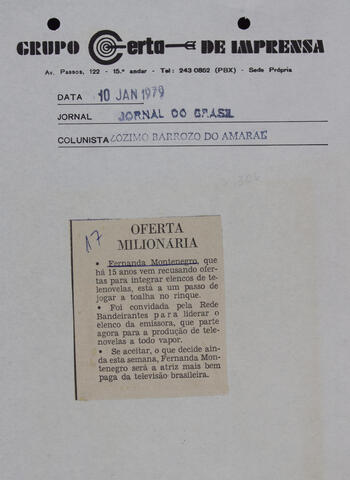 GRUPO Certa DE IMPRENSA
Av. Passos, 122 - 15.º andar - Tel: 243 0862 (PBX) - Sede Própria
DATA 10 JAN 1979
JORNAL JORNAL DO BRASIL
COLUNISTA ZOZIMO BARROZO DO AMARAL
17
OFERTA
MILIONÁRIA
• Fernanda Montenegro, que
há 15 anos vem recusando ofer-
tas para integrar elencos de te-
lenovelas, está a um passo de
jogar a toalha no rinque.
• Foi convidada pela Rede
Bandeirantes para liderar o
elenco da emissora, que parte
agora para a produção de tele-
novelas a todo vapor.
• Se aceitar, o que decide ain-
da esta semana, Fernanda Mon-
tenegro será a atriz mais bem
paga da televisão brasileira.